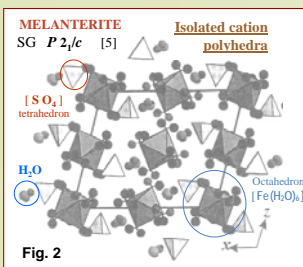 MELANTERITE
SG P 2₁/c [5]
Isolated cation
polyhedra
[ S O₄ ]
tetrahedron
H₂O
Octahedron
[ Fe(H₂O)₆ ]
z
x
Fig. 2